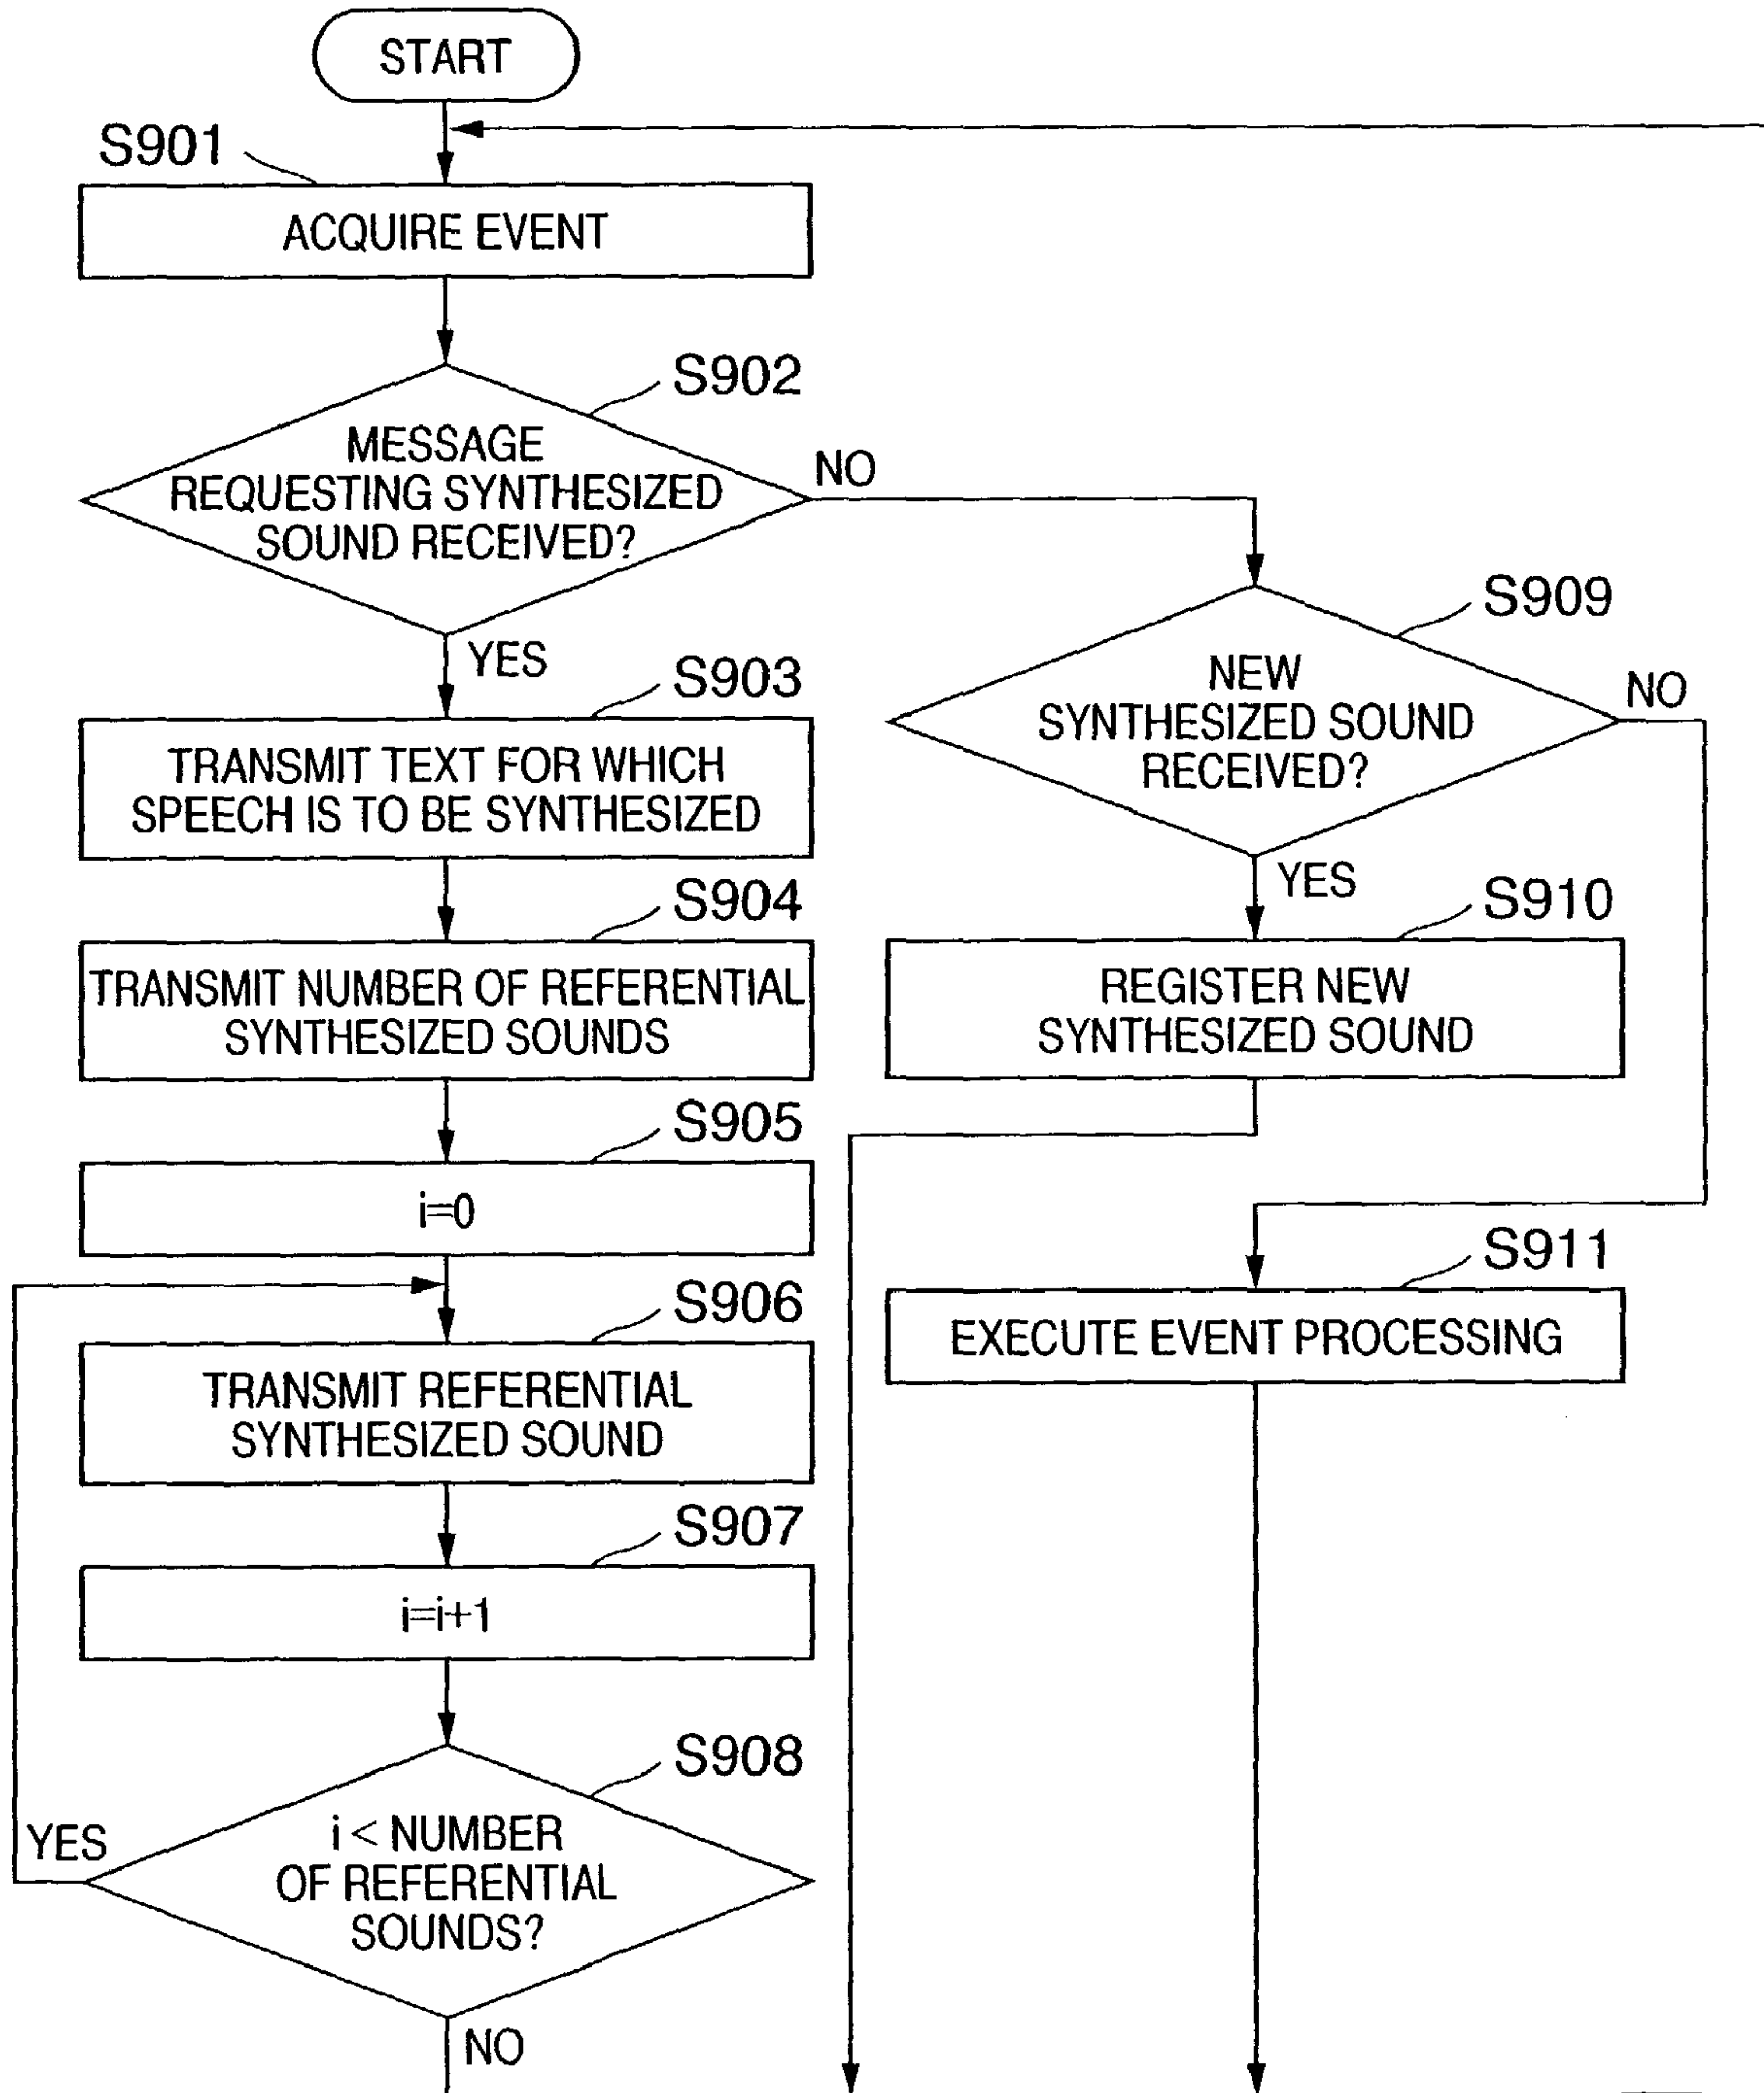 START
S901
ACQUIRE EVENT
S902
MESSAGE
REQUESTING SYNTHESIZED
SOUND RECEIVED?
NO
YES
S903
TRANSMIT TEXT FOR WHICH
SPEECH IS TO BE SYNTHESIZED
S904
TRANSMIT NUMBER OF REFERENTIAL
SYNTHESIZED SOUNDS
S905
i=0
S906
TRANSMIT REFERENTIAL
SYNTHESIZED SOUND
S907
i=i+1
S908
i < NUMBER
OF REFERENTIAL
SOUNDS?
YES
NO
S909
NEW
SYNTHESIZED SOUND
RECEIVED?
NO
YES
S910
REGISTER NEW
SYNTHESIZED SOUND
S911
EXECUTE EVENT PROCESSING